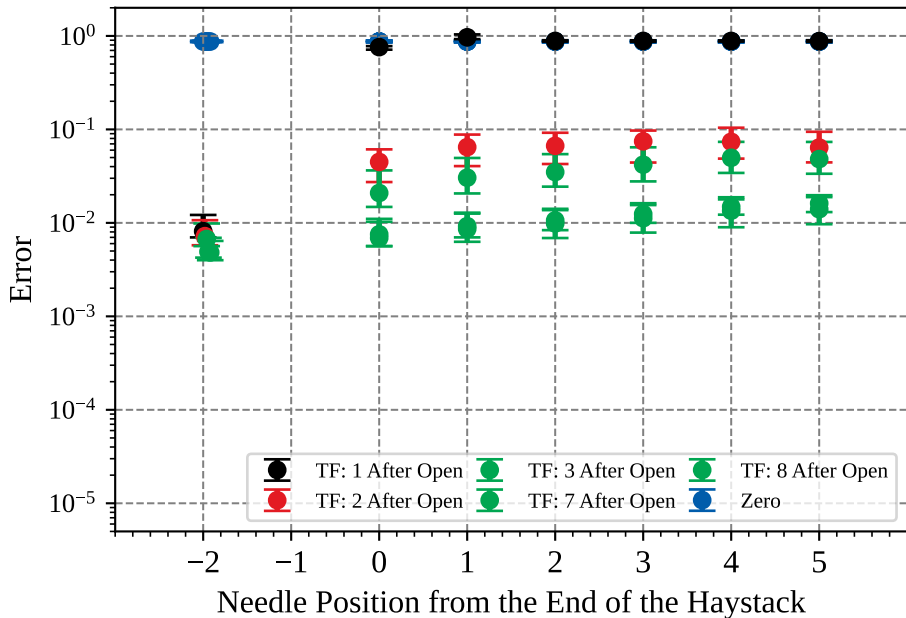 10⁰
10⁻¹
10⁻²
10⁻³
10⁻⁴
10⁻⁵
Error
TF: 1 After Open
TF: 2 After Open
TF: 3 After Open
TF: 7 After Open
TF: 8 After Open
Zero
−2 −1 0 1 2 3 4 5
Needle Position from the End of the Haystack